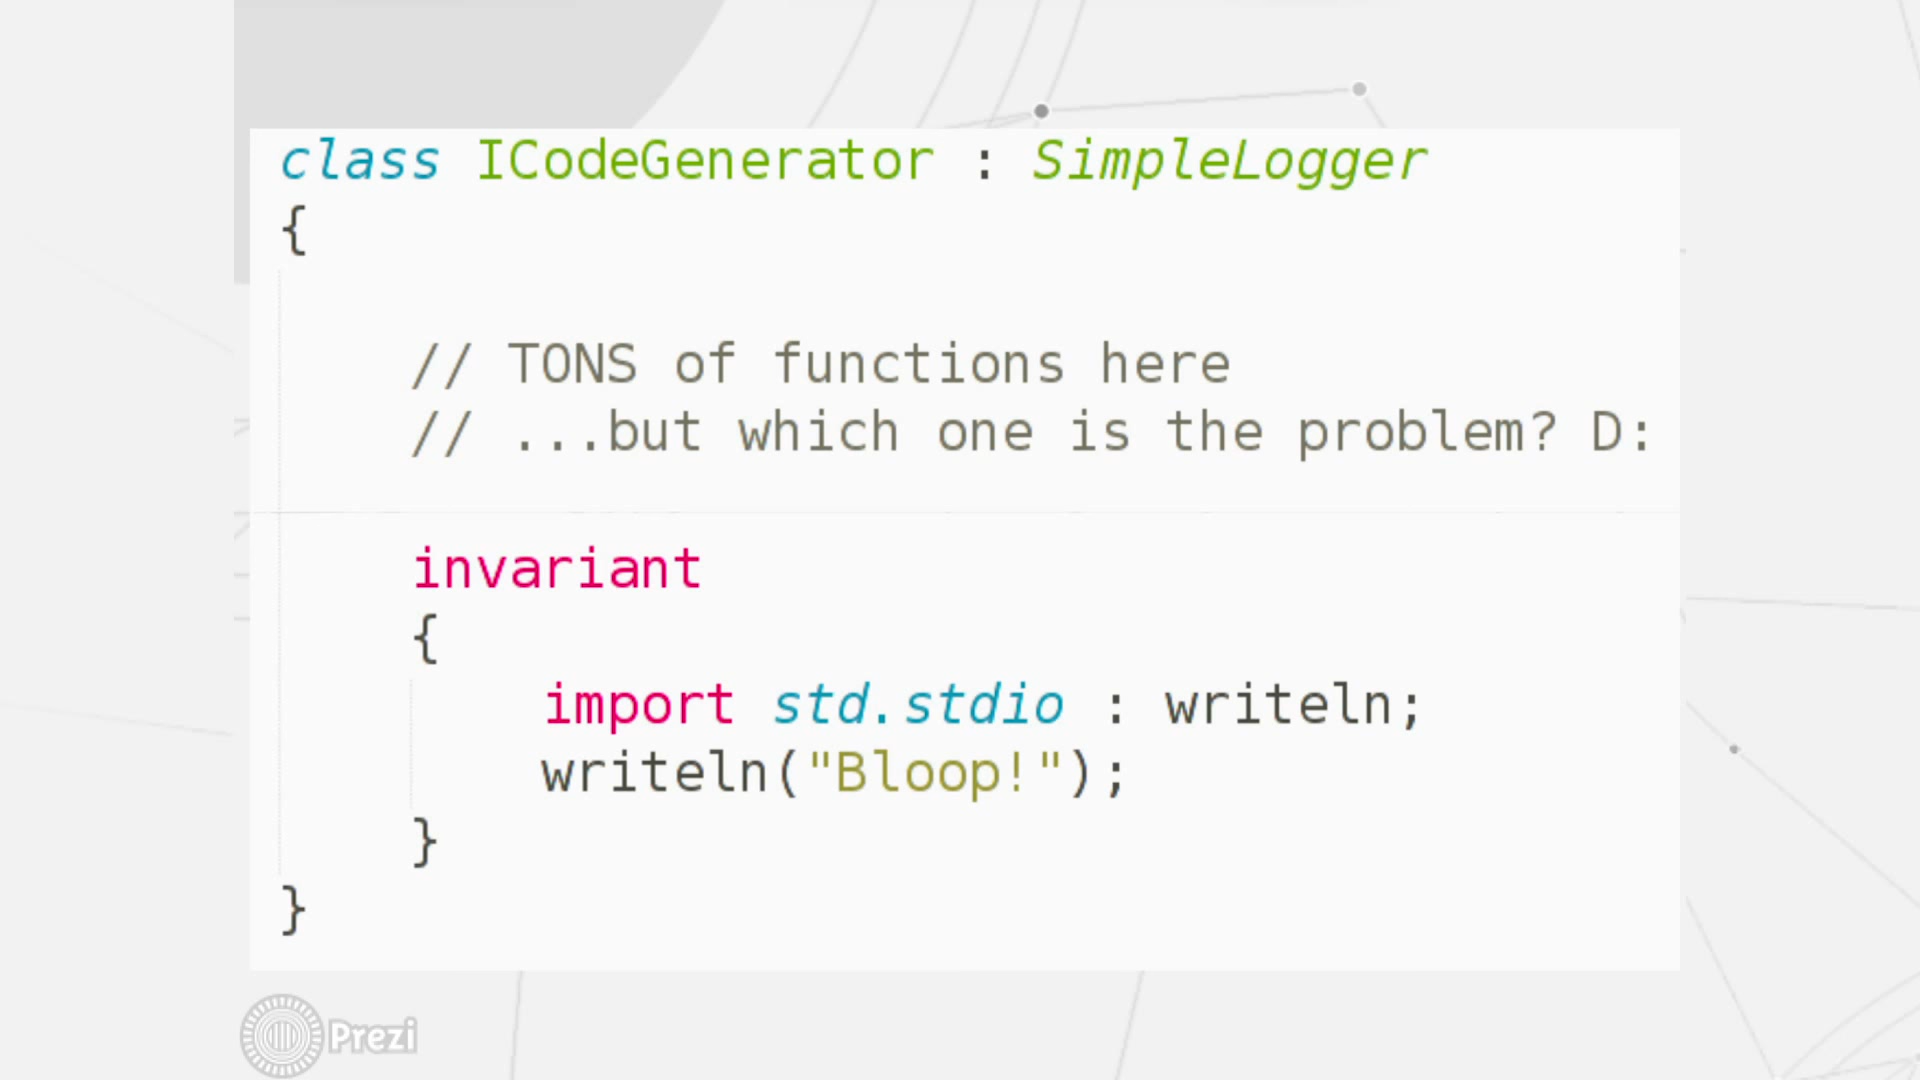 class ICodeGenerator : SimpleLogger
{
// TONS of functions here
// ...but which one is the problem? D:
invariant
{
import std.stdio : writeln;
writeln("Bloop!");
}
}
Prezi